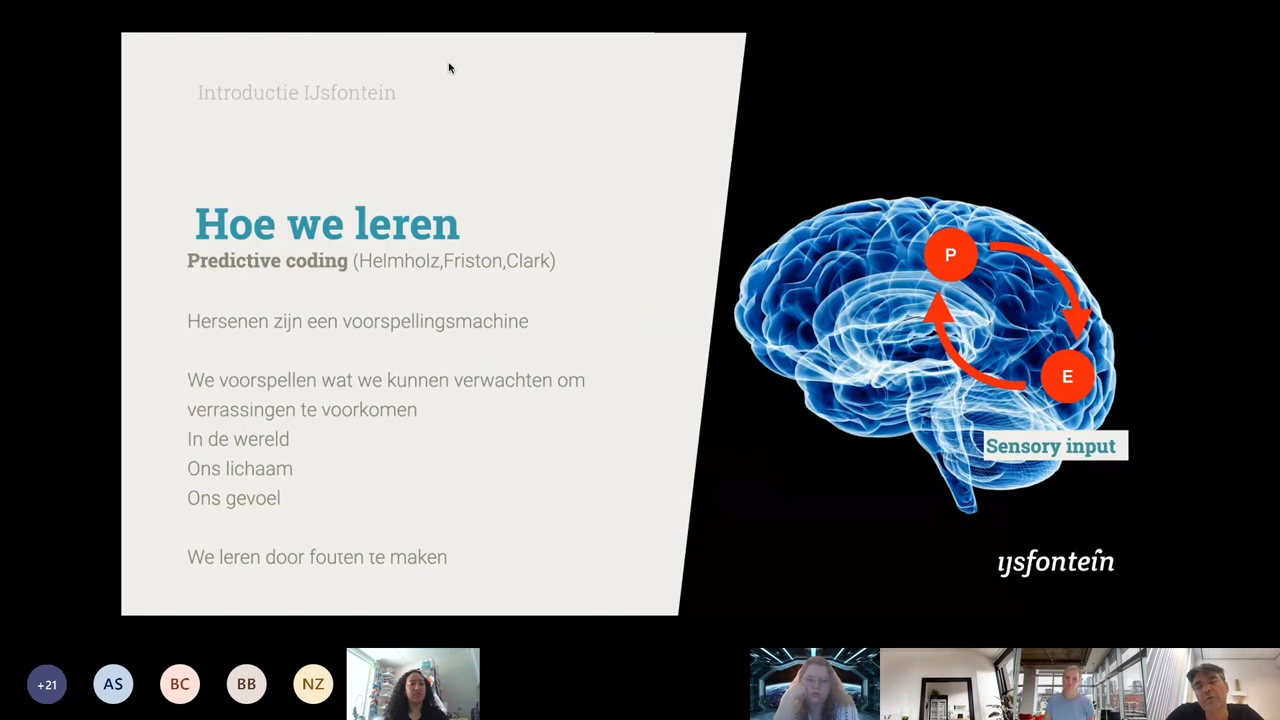 Introductie IJsfontein
Hoe we leren
Predictive coding (Helmholz,Friston,Clark)
Hersenen zijn een voorspellingsmachine
We voorspellen wat we kunnen verwachten om
verrassingen te voorkomen
In de wereld
Ons lichaam
Ons gevoel
We leren door fouten te maken
P
E
Sensory input
ijsfontein
+21
AS
BC
BB
NZ